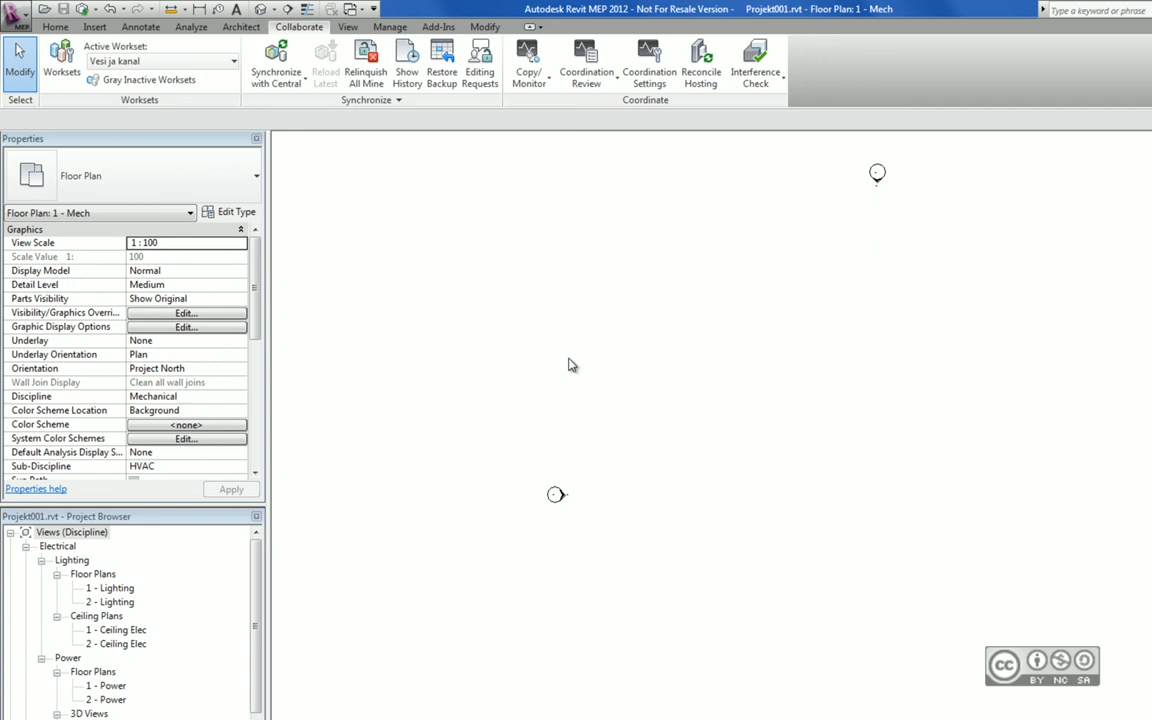 Autodesk Revit MEP 2012 - Not For Resale Version - Projekt001.rvt - Floor Plan: 1 - Mech
Type a keyword or phrase
MEP
Home Insert Annotate Analyze Architect Collaborate View Manage Add-Ins Modify
Active Workset:
Vesi ja kanal
Gray Inactive Worksets
Modify
Worksets
Synchronize with Central
Reload Latest
Relinquish All Mine
Show History
Restore Backup
Editing Requests
Copy/ Monitor
Coordination Review
Coordination Settings
Reconcile Hosting
Interference Check
Select Worksets Synchronize Coordinate
Properties
Floor Plan
Floor Plan: 1 - Mech Edit Type
Graphics
View Scale 1 : 100
Scale Value 1: 100
Display Model Normal
Detail Level Medium
Parts Visibility Show Original
Visibility/Graphics Overri... Edit...
Graphic Display Options Edit...
Underlay None
Underlay Orientation Plan
Orientation Project North
Wall Join Display Clean all wall joins
Discipline Mechanical
Color Scheme Location Background
Color Scheme <none>
System Color Schemes Edit...
Default Analysis Display S... None
Sub-Discipline HVAC
Properties help Apply
Projekt001.rvt - Project Browser
Views (Discipline)
Electrical
Lighting
Floor Plans
1 - Lighting
2 - Lighting
Ceiling Plans
1 - Ceiling Elec
2 - Ceiling Elec
Power
Floor Plans
1 - Power
2 - Power
3D Views
cc
BY NC SA